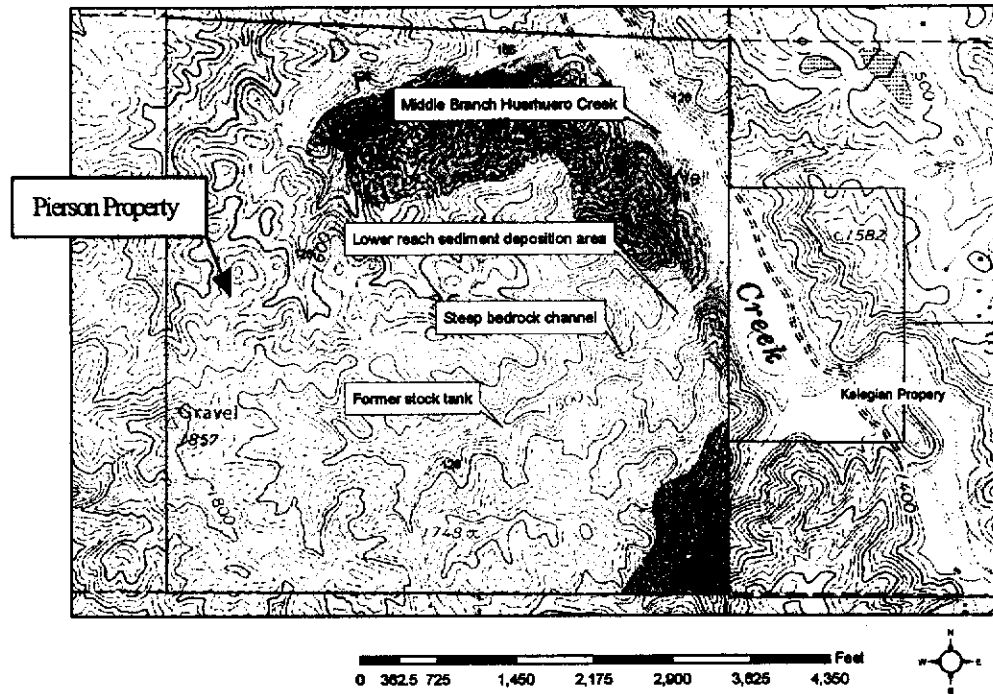 Middle Branch Huerhuero Creek
Pierson Property
Lower reach sediment deposition area
Steep bedrock channel
Former stock tank
Creek
Kelegian Propery
Gravel
1857
1800
1743
1582
500
1400
Feet
0 362.5 725 1,450 2,175 2,900 3,625 4,350
N
W E
S